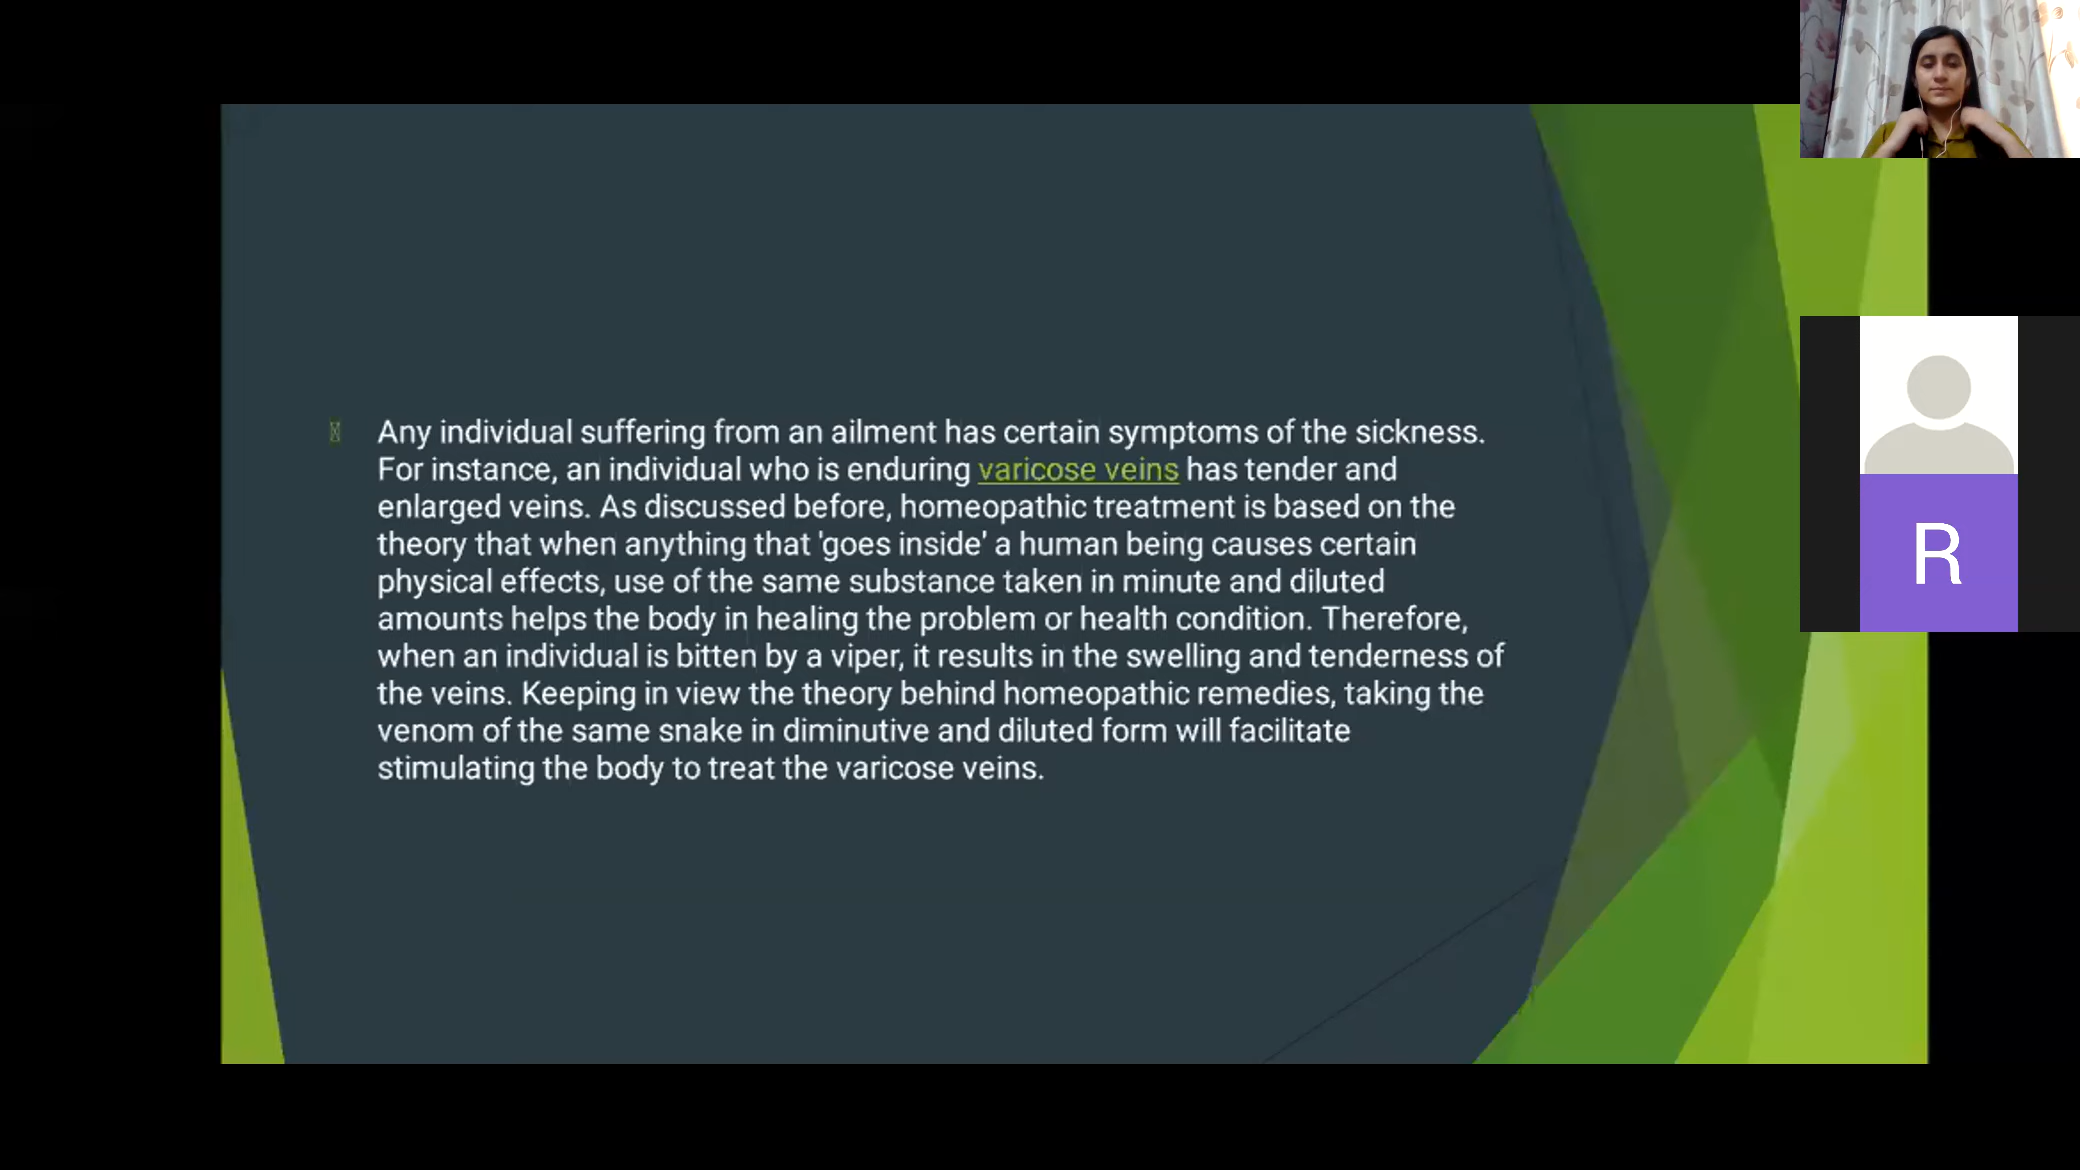 Any individual suffering from an ailment has certain symptoms of the sickness.
For instance, an individual who is enduring varicose veins has tender and
enlarged veins. As discussed before, homeopathic treatment is based on the
theory that when anything that 'goes inside' a human being causes certain
physical effects, use of the same substance taken in minute and diluted
amounts helps the body in healing the problem or health condition. Therefore,
when an individual is bitten by a viper, it results in the swelling and tenderness of
the veins. Keeping in view the theory behind homeopathic remedies, taking the
venom of the same snake in diminutive and diluted form will facilitate
stimulating the body to treat the varicose veins.
R